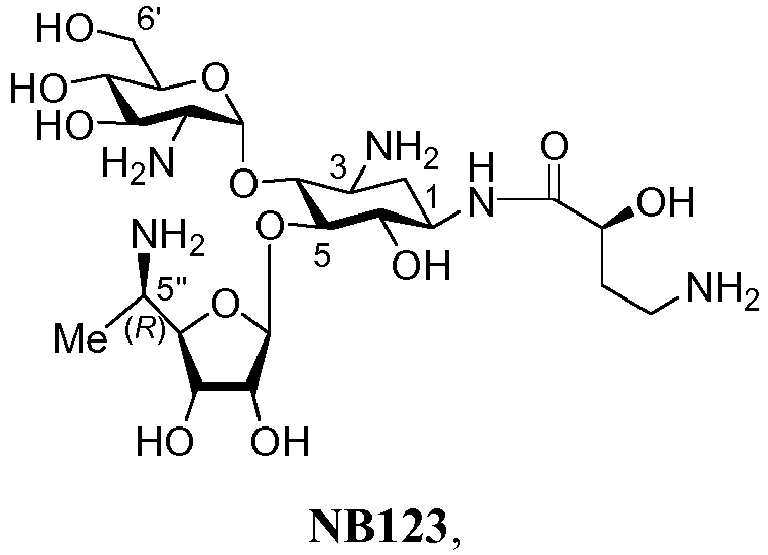 HO 6'
HO O
HO
H₂N NH₂ H O
O 3 1 N
O 5 OH OH
NH₂ NH₂
5"
O
Me (R)
HO OH
NB123,